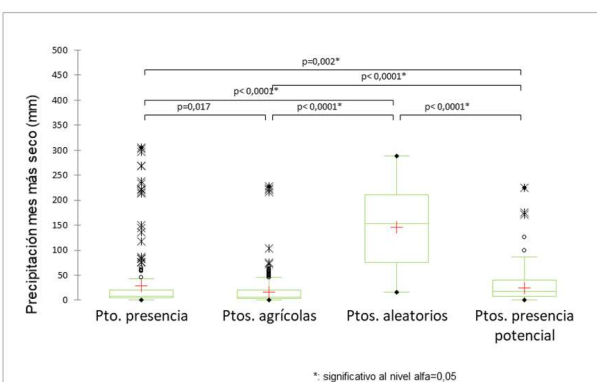 p=0,002*
p< 0,0001*
p< 0,0001*
p=0,017
p< 0,0001*
p< 0,0001*
500
450
400
350
300
250
200
150
100
50
0
Precipitación mes más seco (mm)
Pto. presencia
Ptos. agrícolas
Ptos. aleatorios
Ptos. presencia
potencial
*: significativo al nivel alfa=0,05